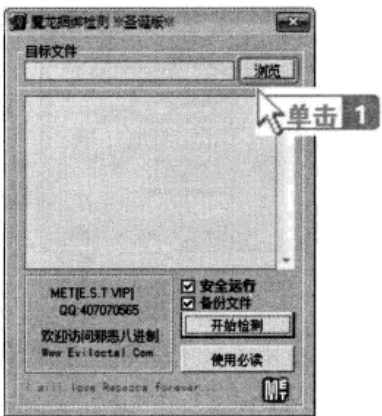 魔龙捆绑检测 ※圣诞版※
目标文件
浏览
单击 1
MET[E.S.T VIP]
QQ:407070565
欢迎访问邪恶八进制
Www Eviloctal Com
安全运行
备份文件
开始检测
使用必读
I will love Rebecca forever...
MET